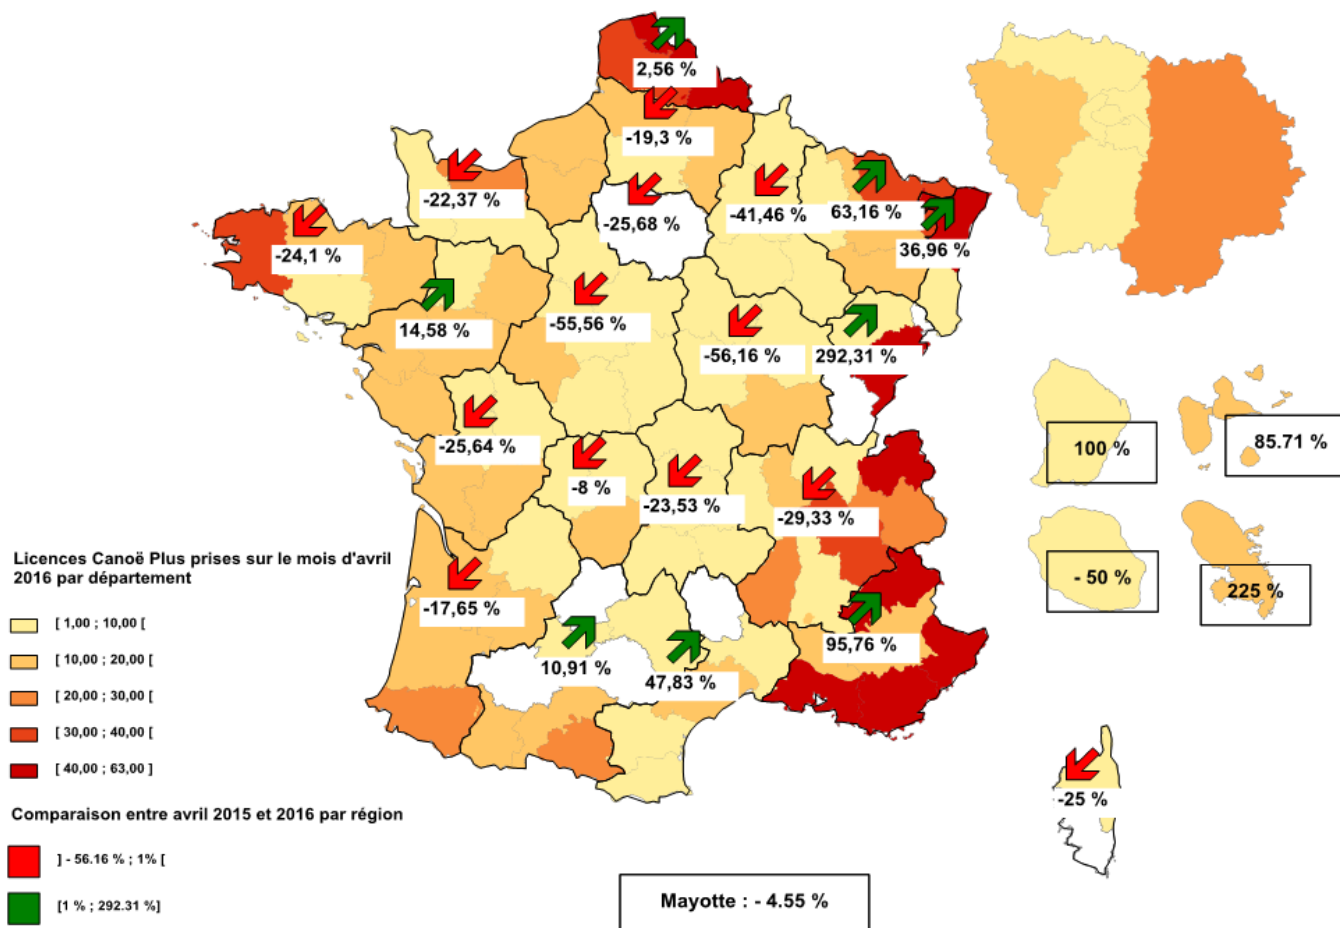 2,56 %
-19,3 %
-22,37 %
-25,68 %
-41,46 %
63,16 %
36,96 %
-24,1 %
14,58 %
-55,56 %
-56,16 %
292,31 %
-25,64 %
-8 %
-23,53 %
-29,33 %
100 %
85.71 %
- 50 %
225 %
Licences Canoë Plus prises sur le mois d'avril
2016 par département
[ 1,00 ; 10,00 [
[ 10,00 ; 20,00 [
[ 20,00 ; 30,00 [
[ 30,00 ; 40,00 [
[ 40,00 ; 63,00 ]
-17,65 %
10,91 %
47,83 %
95,76 %
-25 %
Comparaison entre avril 2015 et 2016 par région
] - 56.16 % ; 1% [
[1 % ; 292.31 %]
Mayotte : - 4.55 %